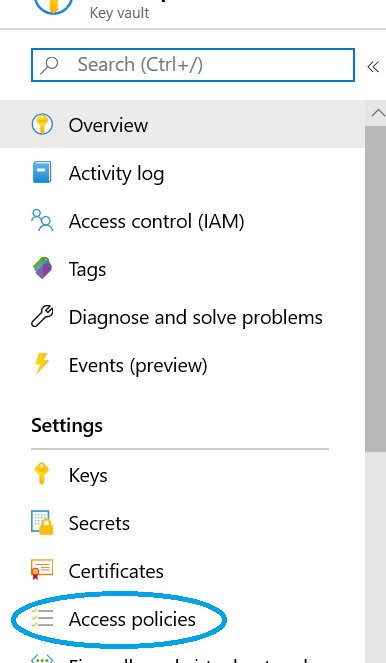 Key vault
Search (Ctrl+/)
Overview
Activity log
Access control (IAM)
Tags
Diagnose and solve problems
Events (preview)
Settings
Keys
Secrets
Certificates
Access policies